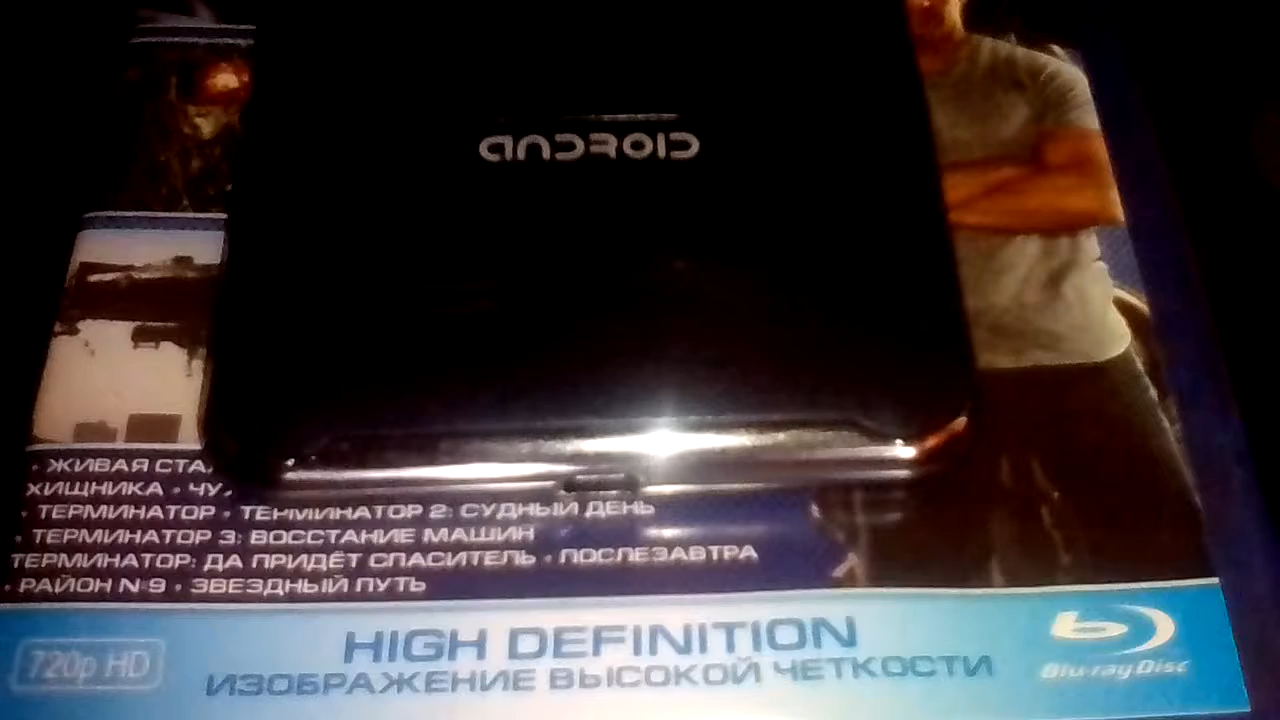 ANDROID
• ЖИВАЯ СТА
ХИЩНИКА • ЧУ
• ТЕРМИНАТОР • ТЕРМИНАТОР 2: СУДНЫЙ ДЕНЬ
• ТЕРМИНАТОР 3: ВОССТАНИЕ МАШИН
ТЕРМИНАТОР: ДА ПРИДЁТ СПАСИТЕЛЬ • ПОСЛЕЗАВТРА
• РАЙОН №9 • ЗВЕЗДНЫЙ ПУТЬ
720p HD
HIGH DEFINITION
ИЗОБРАЖЕНИЕ ВЫСОКОЙ ЧЕТКОСТИ
Blu-ray Disc